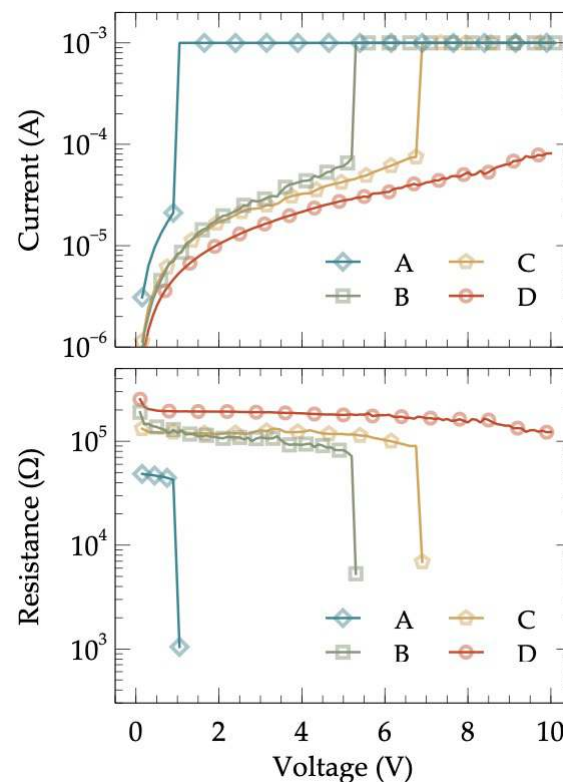 10⁻³
10⁻⁴
10⁻⁵
10⁻⁶
Current (A)
A
C
B
D
10⁵
10⁴
10³
Resistance (Ω)
A
C
B
D
0 2 4 6 8 10
Voltage (V)